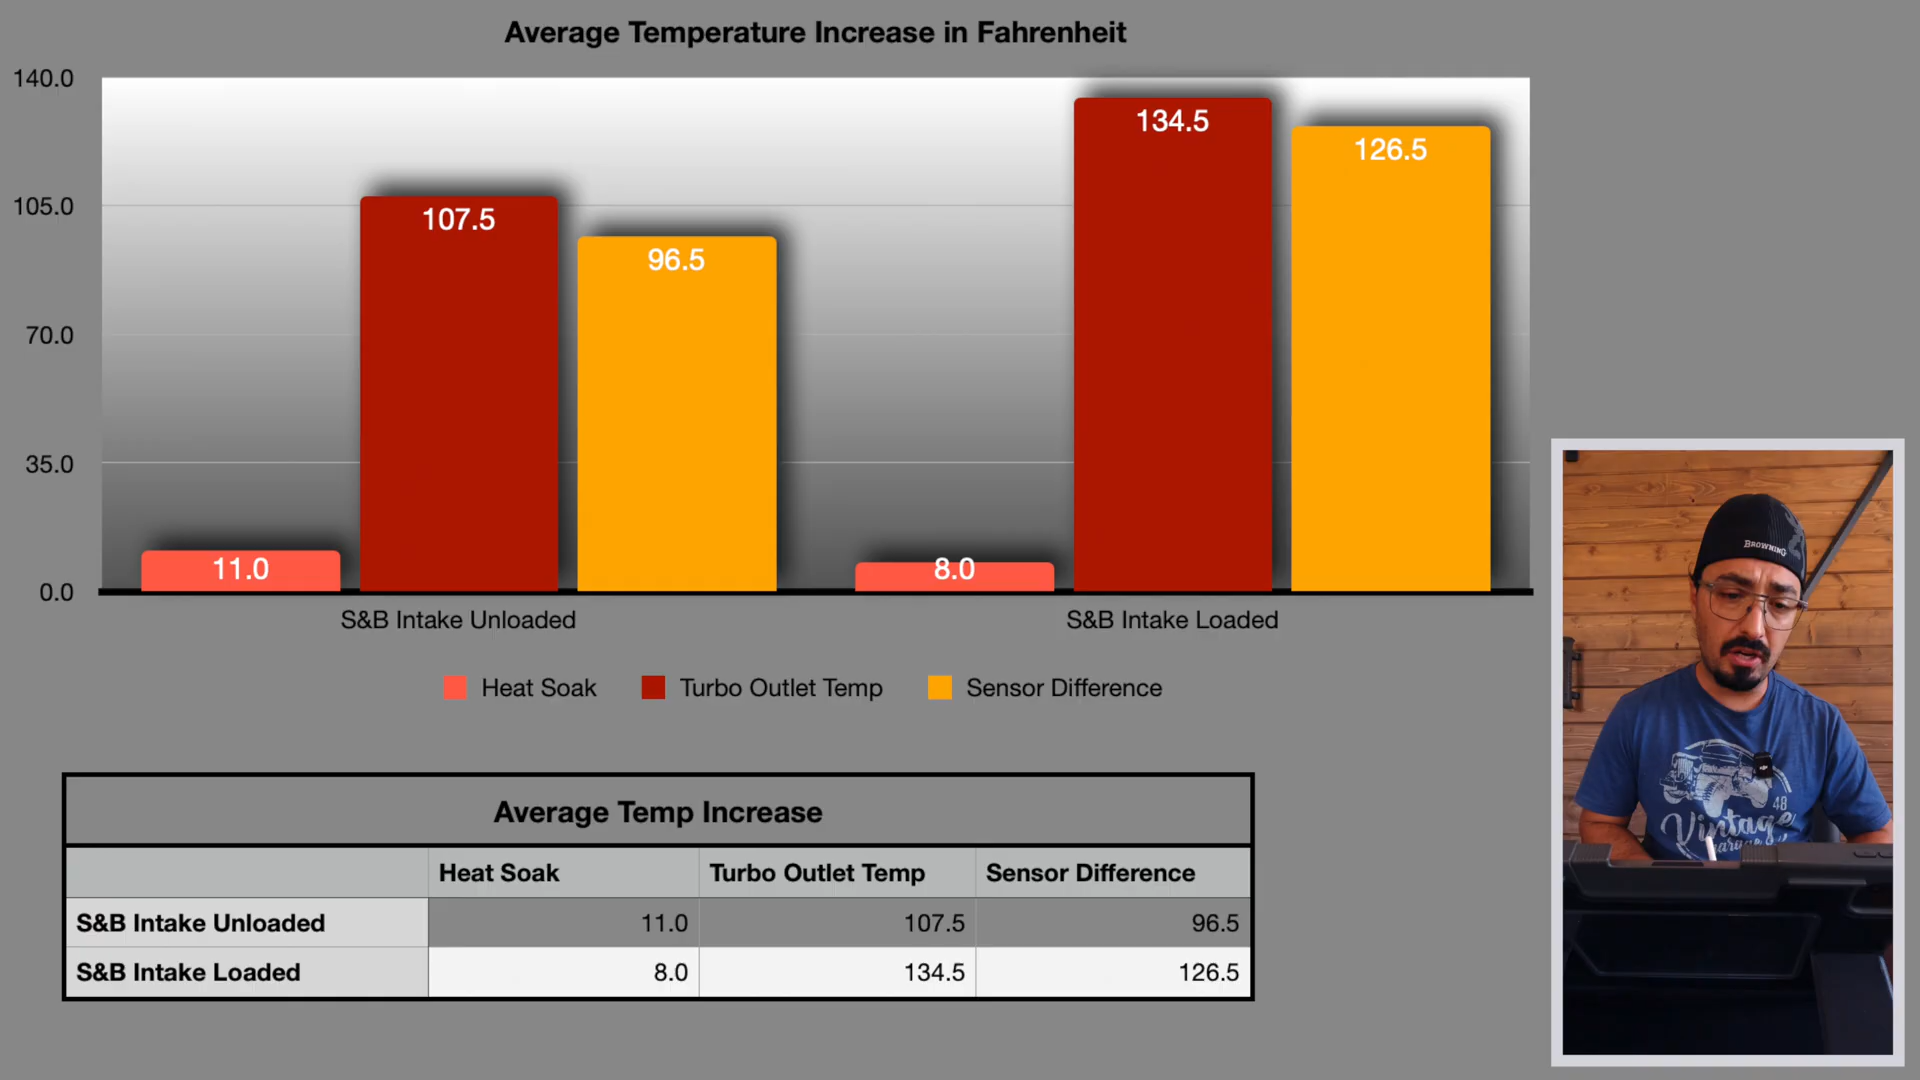 Average Temperature Increase in Fahrenheit
140.0
105.0
70.0
35.0
0.0
107.5
96.5
11.0
134.5
126.5
8.0
S&B Intake Unloaded
S&B Intake Loaded
Heat Soak
Turbo Outlet Temp
Sensor Difference
Average Temp Increase
Heat Soak Turbo Outlet Temp Sensor Difference
S&B Intake Unloaded 11.0 107.5 96.5
S&B Intake Loaded 8.0 134.5 126.5
BROWNING
48
Vintage